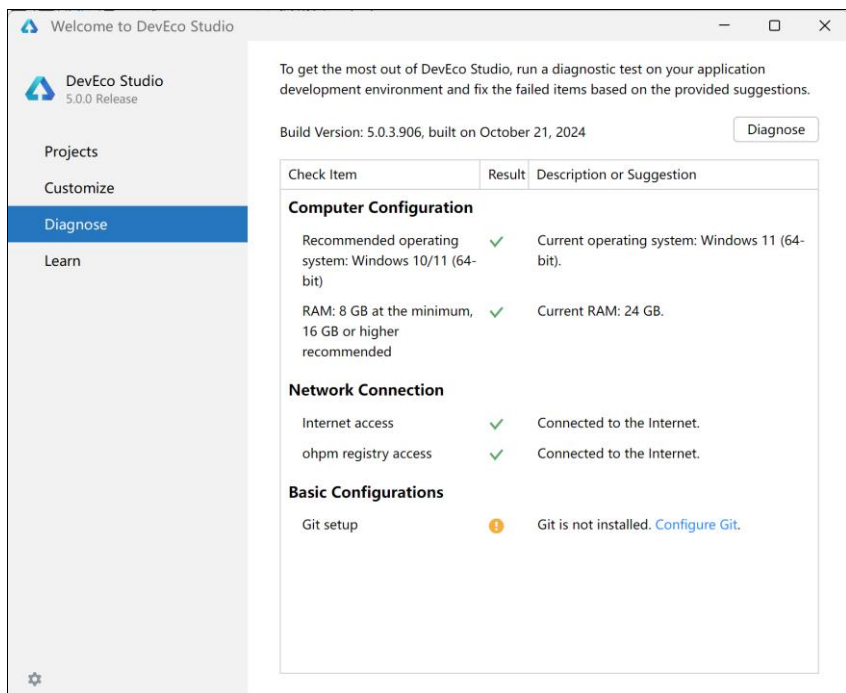 Welcome to DevEco Studio
DevEco Studio
5.0.0 Release
Projects
Customize
Diagnose
Learn
To get the most out of DevEco Studio, run a diagnostic test on your application
development environment and fix the failed items based on the provided suggestions.
Build Version: 5.0.3.906, built on October 21, 2024
Diagnose
Check Item Result Description or Suggestion
Computer Configuration
Recommended operating
system: Windows 10/11 (64-
bit)
Current operating system: Windows 11 (64-
bit).
RAM: 8 GB at the minimum,
16 GB or higher
recommended
Current RAM: 24 GB.
Network Connection
Internet access Connected to the Internet.
ohpm registry access Connected to the Internet.
Basic Configurations
Git setup Git is not installed. Configure Git.